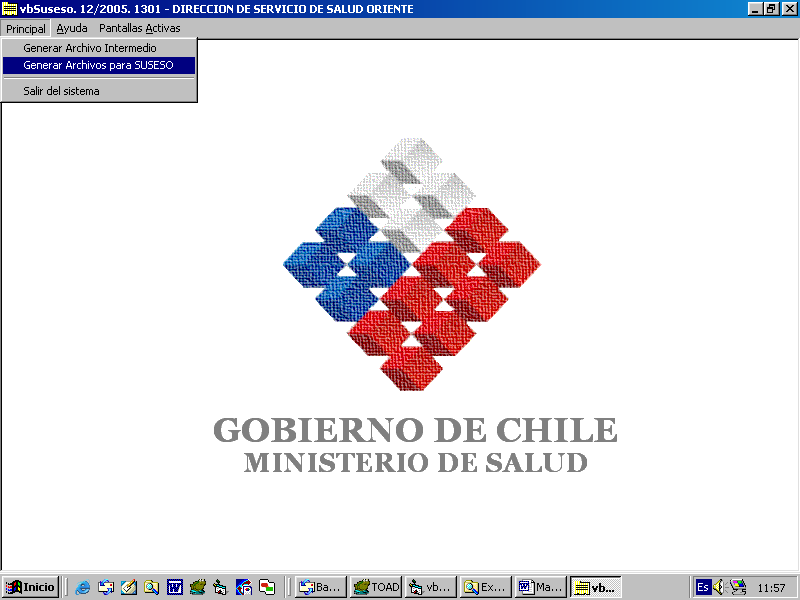 vbSuseso. 12/2005. 1301 - DIRECCION DE SERVICIO DE SALUD ORIENTE
Principal Ayuda Pantallas Activas
Generar Archivo Intermedio
Generar Archivos para SUSESO
Salir del sistema
GOBIERNO DE CHILE
MINISTERIO DE SALUD
Inicio W Ba... TOAD vb... Ex... Ma... vb... Es 11:57